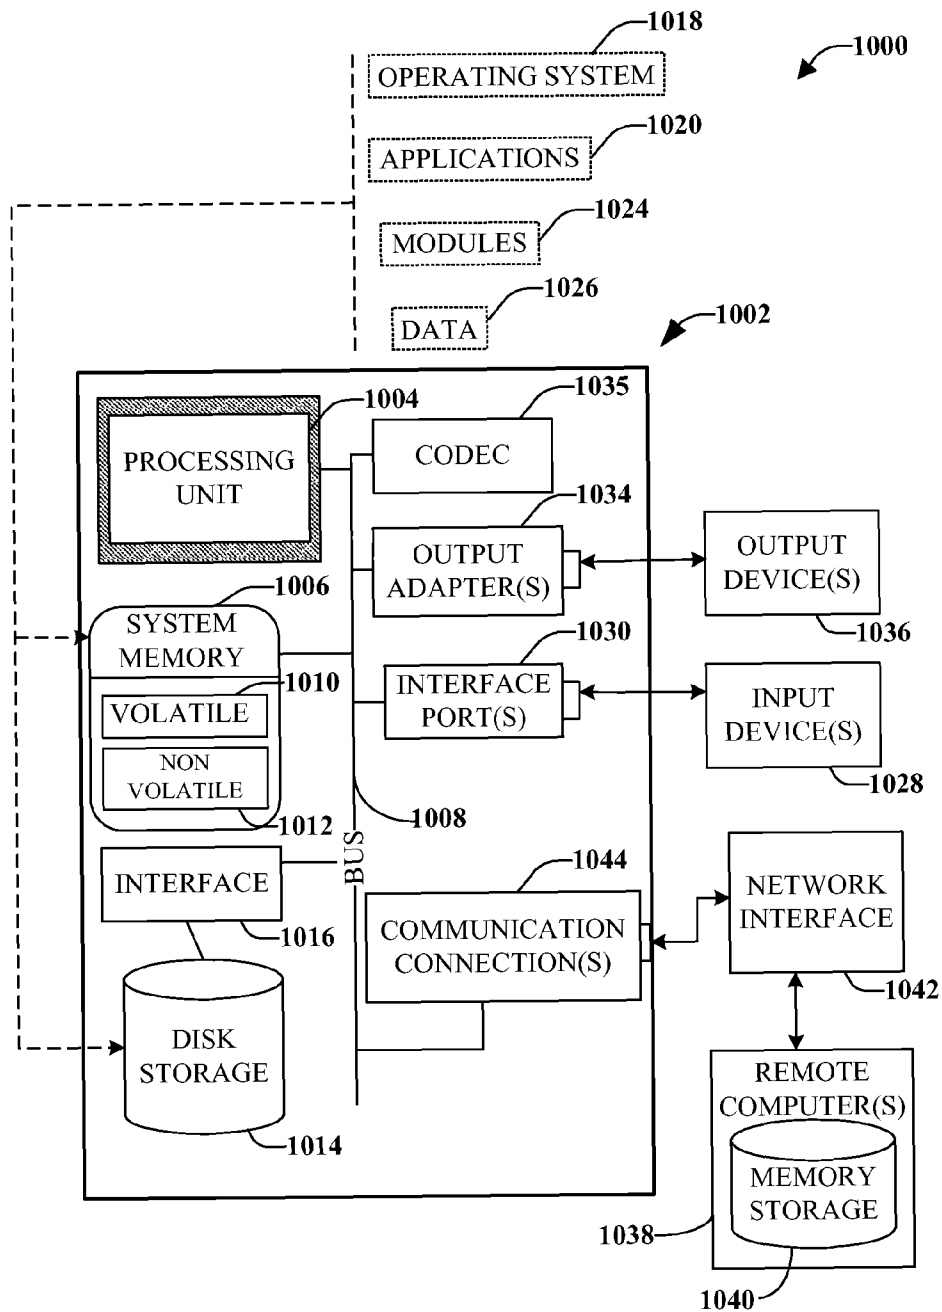 1018
1000
OPERATING SYSTEM
1020
APPLICATIONS
1024
MODULES
1026
DATA
1002
1004
PROCESSING
UNIT
1035
CODEC
1034
OUTPUT
ADAPTER(S)
OUTPUT
DEVICE(S)
1036
1006
SYSTEM
MEMORY
1010
VOLATILE
NON
VOLATILE
1012
1030
INTERFACE
PORT(S)
INPUT
DEVICE(S)
1028
1008
BUS
INTERFACE
1016
1044
COMMUNICATION
CONNECTION(S)
NETWORK
INTERFACE
1042
DISK
STORAGE
1014
REMOTE
COMPUTER(S)
MEMORY
STORAGE
1038
1040